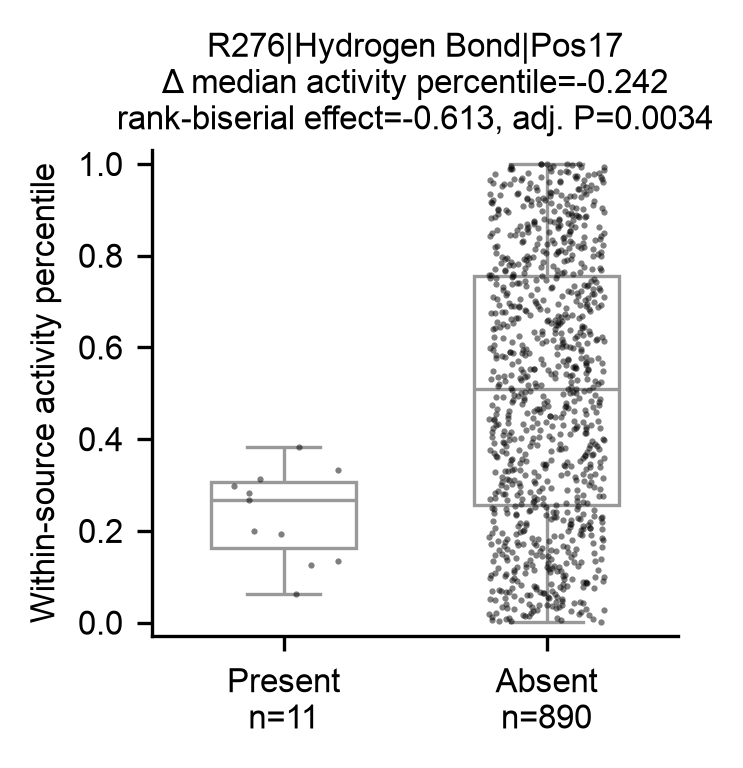 R276|Hydrogen Bond|Pos17
Δ median activity percentile=-0.242
rank-biserial effect=-0.613, adj. P=0.0034
Within-source activity percentile
1.0
0.8
0.6
0.4
0.2
0.0
Present
n=11
Absent
n=890